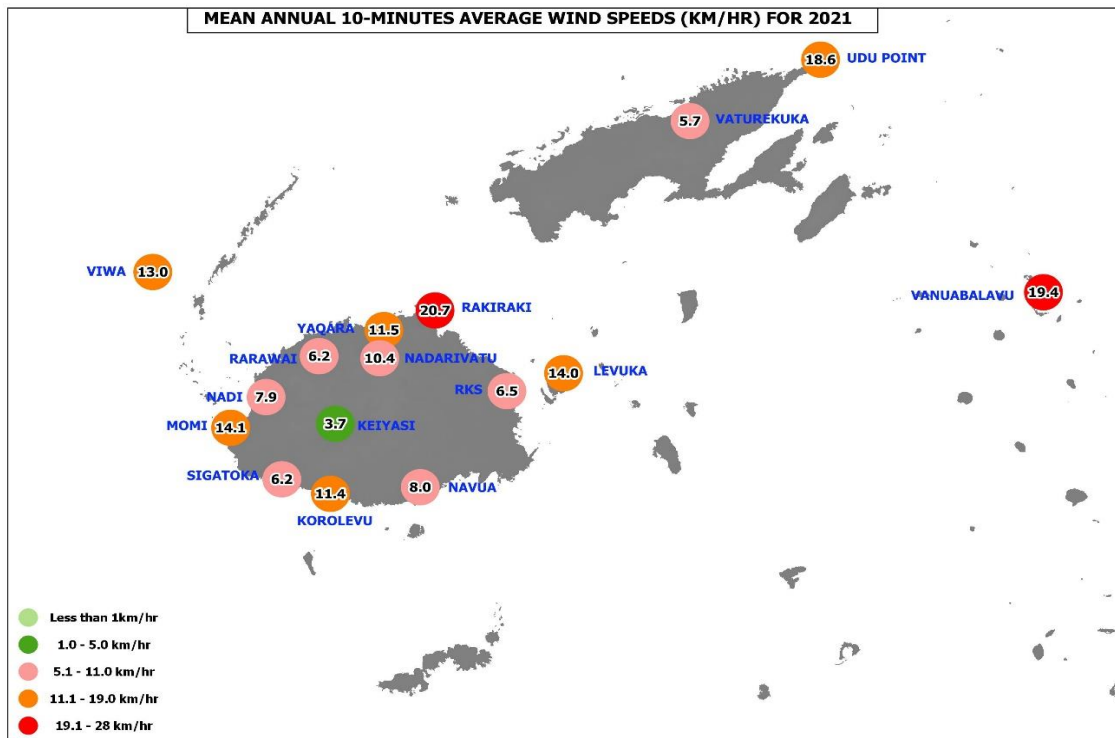 MEAN ANNUAL 10-MINUTES AVERAGE WIND SPEEDS (KM/HR) FOR 2021
18.6 UDU POINT
5.7 VATUREKUKA
VIWA 13.0
VANUABALAVU 19.4
20.7 RAKIRAKI
YAQARA 11.5
RARAWAI 6.2
10.4 NADARIVATU
14.0 LEVUKA
NADI 7.9
RKS 6.5
MOMI 14.1
3.7 KEIYASI
SIGATOKA 6.2
11.4
KOROLEVU
8.0 NAVUA
Less than 1km/hr
1.0 - 5.0 km/hr
5.1 - 11.0 km/hr
11.1 - 19.0 km/hr
19.1 - 28 km/hr